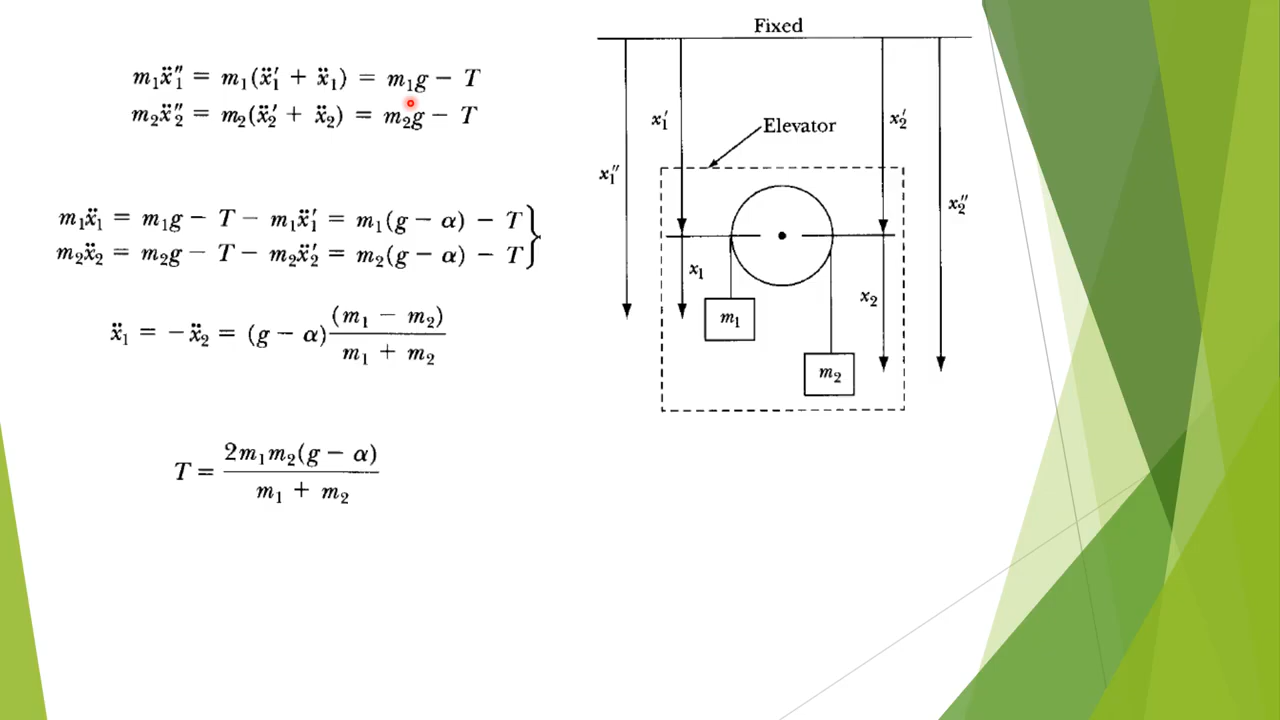 m₁ẍ₁″ = m₁(ẍ₁′ + ẍ₁) = m₁g − T
m₂ẍ₂″ = m₂(ẍ₂′ + ẍ₂) = m₂g − T
m₁ẍ₁ = m₁g − T − m₁ẍ₁′ = m₁(g − α) − T
m₂ẍ₂ = m₂g − T − m₂ẍ₂′ = m₂(g − α) − T }
ẍ₁ = −ẍ₂ = (g − α) (m₁ − m₂) / m₁ + m₂
T = 2m₁m₂(g − α) / m₁ + m₂
Fixed
x₁′
Elevator
x₂′
x₁″
x₂″
x₁
x₂
m₁
m₂